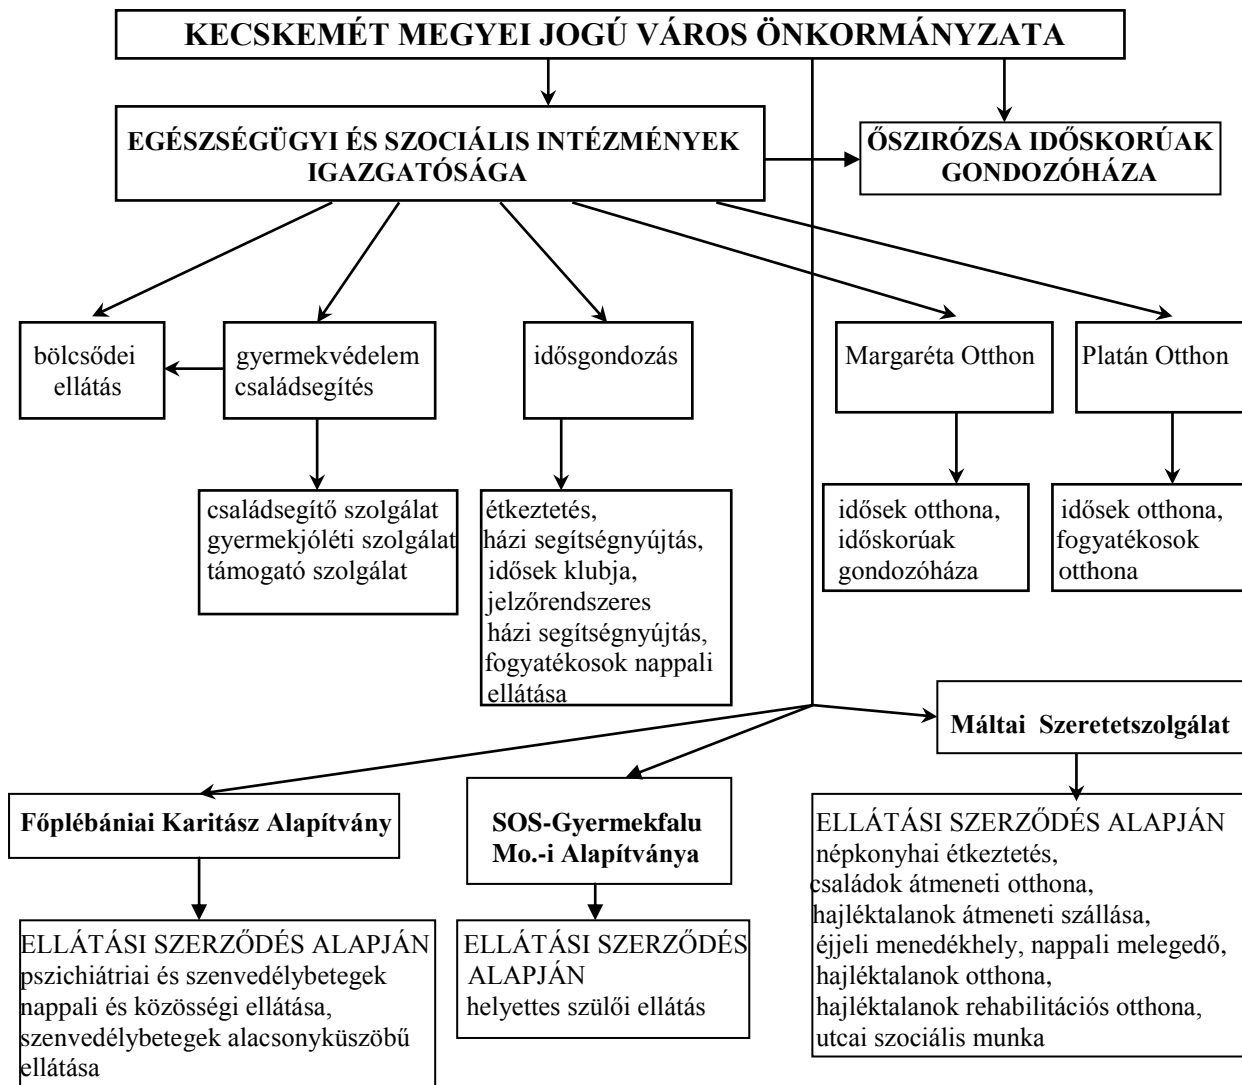 KECSKEMÉT MEGYEI JOGÚ VÁROS ÖNKORMÁNYZATA
EGÉSZSÉGÜGYI ÉS SZOCIÁLIS INTÉZMÉNYEK
IGAZGATÓSÁGA
ŐSZIRÓZSA IDŐSKORÚAK
GONDOZÓHÁZA
bölcsődei
ellátás
gyermekvédelem
családsegítés
idősgondozás
Margaréta Otthon
Platán Otthon
családsegítő szolgálat
gyermekjóléti szolgálat
támogató szolgálat
étkeztetés,
házi segítségnyújtás,
idősek klubja,
jelzőrendszeres
házi segítségnyújtás,
fogyatékosok nappali
ellátása
idősek otthona,
időskorúak
gondozóháza
idősek otthona,
fogyatékosok
otthona
Máltai Szeretetszolgálat
Főplébániai Karitász Alapítvány
SOS-Gyermekfalu
Mo.-i Alapítványa
ELLÁTÁSI SZERZŐDÉS ALAPJÁN
népkonyhai étkeztetés,
családok átmeneti otthona,
hajléktalanok átmeneti szállása,
éjjeli menedékhely, nappali melegedő,
hajléktalanok otthona,
hajléktalanok rehabilitációs otthona,
utcai szociális munka
ELLÁTÁSI SZERZŐDÉS ALAPJÁN
pszichiátriai és szenvedélybetegek
nappali és közösségi ellátása,
szenvedélybetegek alacsonyküszöbű
ellátása
ELLÁTÁSI SZERZŐDÉS
ALAPJÁN
helyettes szülői ellátás